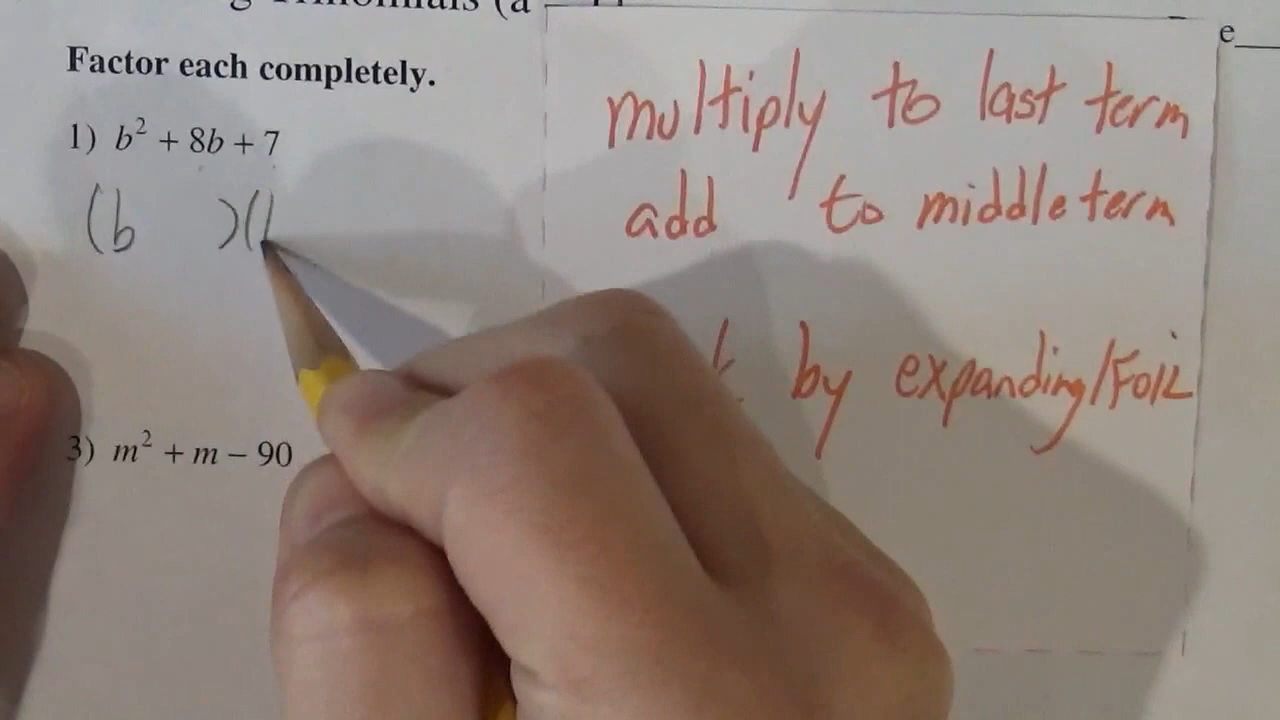 (a
e
Factor each completely.
1) b² + 8b + 7
(b )(
3) m² + m − 90
multiply to last term
add to middle term
by expanding/FOIL